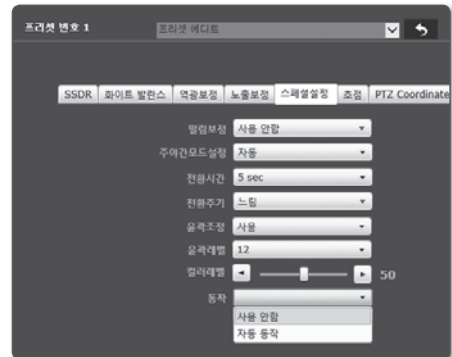 프리셋 번호 1 프리셋 에디트
SSDR 화이트 밸런스 역광보정 노출보정 스페셜설정 초점 PTZ Coordinate
떨림보정 사용 안함
주야간모드설정 자동
전환시간 5 sec
전환주기 느림
윤곽조정 사용
윤곽레벨 12
컬러레벨 50
동작
사용 안함
자동 동작